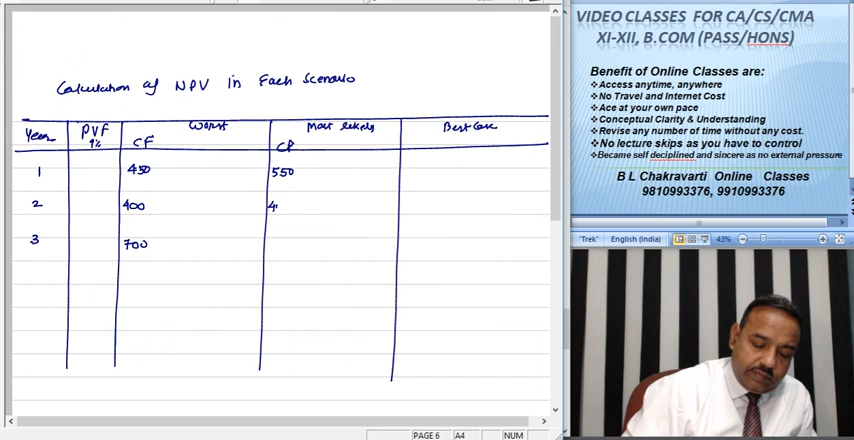 Calculation of NPV in Each Scenario
Year PVF Worst Most likely Best Case
9% CF CF
1 450 550
2 400 4
3 700
PAGE 6 A4 NUM
VIDEO CLASSES FOR CA/CS/CMA
XI-XII, B.COM (PASS/HONS)
Benefit of Online Classes are:
❖Access anytime, anywhere
❖No Travel and Internet Cost
❖Ace at your own pace
❖Conceptual Clarity & Understanding
❖Revise any number of time without any cost.
❖No lecture skips as you have to control
❖Became self deciplined and sincere as no external pressure
B L Chakravarti Online Classes
9810993376, 9910993376
"Trek" English (India) 43%